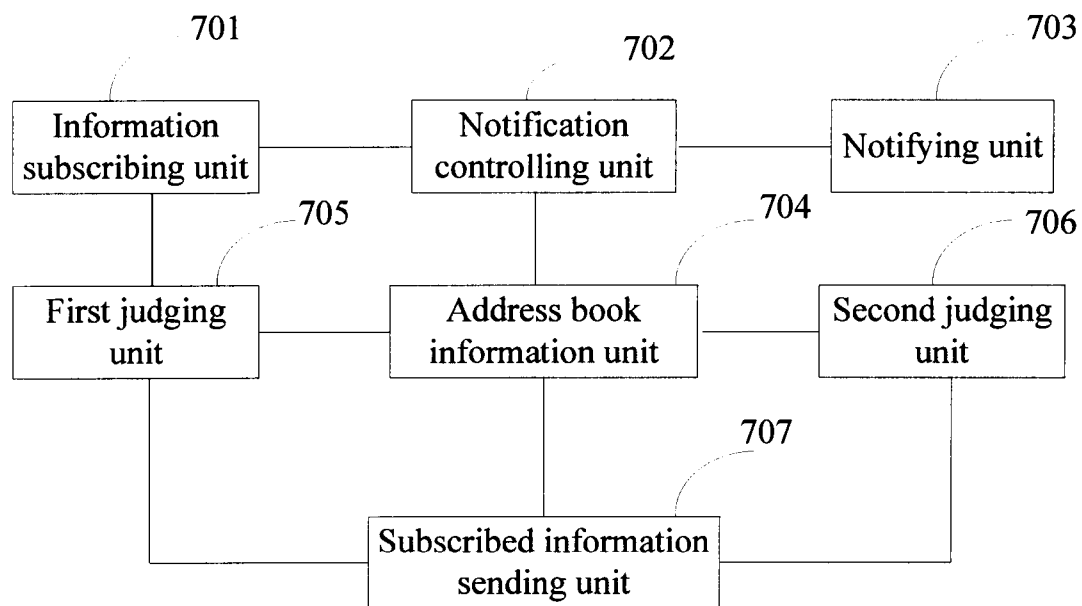 701
702
703
Information
subscribing unit
Notification
controlling unit
Notifying unit
705
704
706
First judging
unit
Address book
information unit
Second judging
unit
707
Subscribed information
sending unit